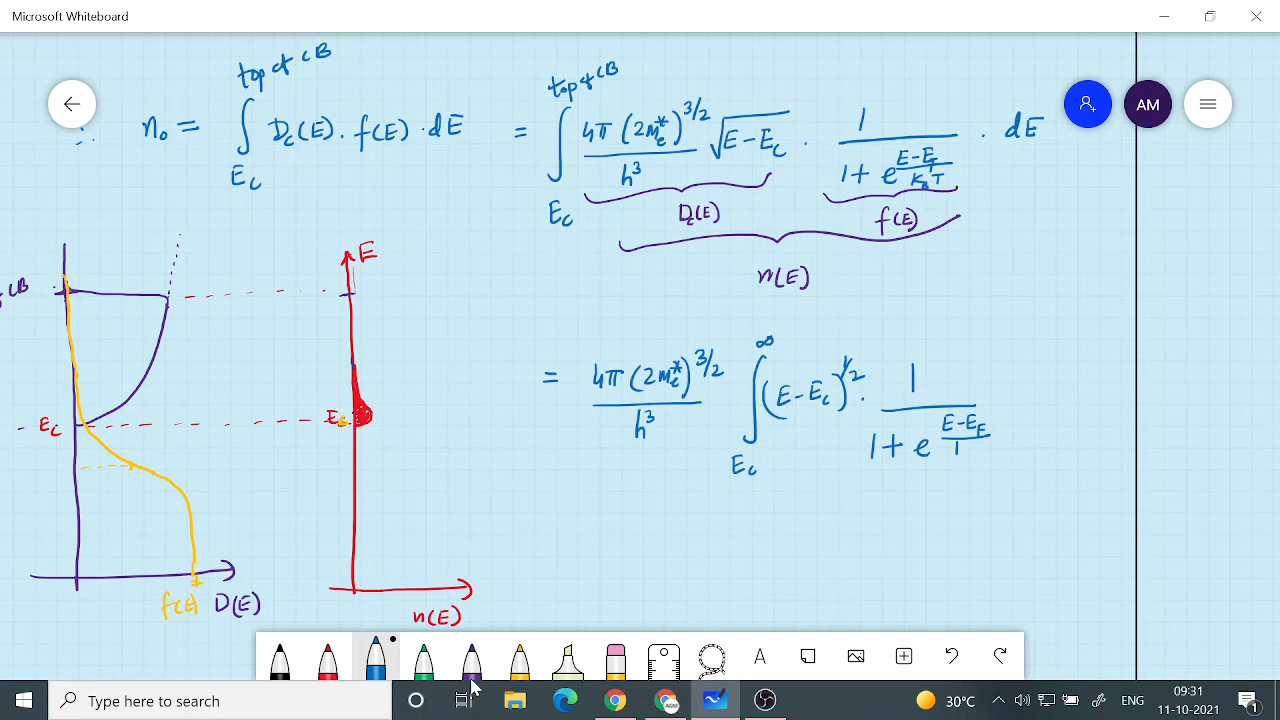 Microsoft Whiteboard
top of CB
top of CB
∴ n₀ = ∫_{E_c} D_c(E) · f(E) · dE = ∫_{E_c} 4π (2m_e*)^{3/2} / h³ √(E-E_c) · 1 / (1 + e^{(E-E_F)/(K_BT)}) · dE
D_c(E)
f(E)
n(E)
E
CB
= 4π (2m_e*)^{3/2} / h³ ∫_{E_c}^{∞} (E-E_c)^{1/2} · 1 / (1 + e^{(E-E_F)/
E_c
E_c
f(E) D(E)
n(E)
AM
A
Type here to search
AGM
30°C
ENG
09:31
11-10-2021
1